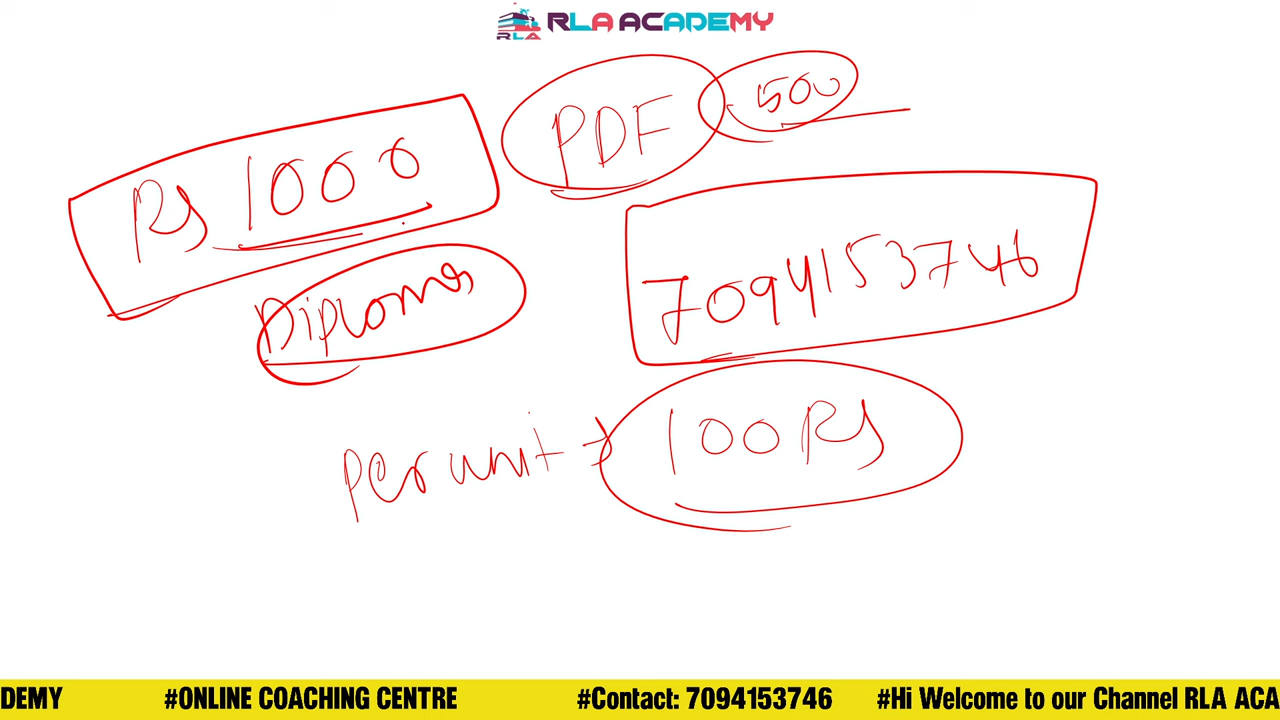 RLA RLA ACADEMY
PDF 500
Rs 1000
Diploma
7094153746
Per unit → 100 Rs
DEMY #ONLINE COACHING CENTRE #Contact: 7094153746 #Hi Welcome to our Channel RLA ACA